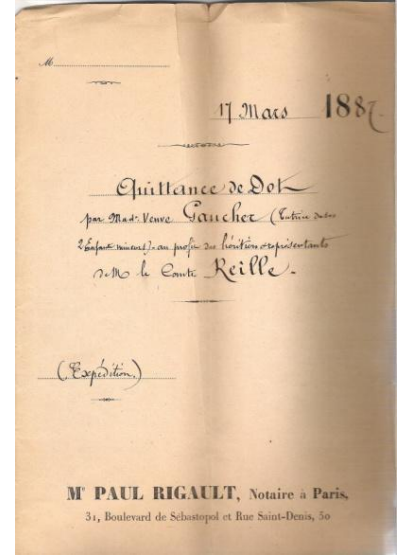 M
17 Mars 1887.
Quittance de Dot
par Mad. Veuve Gaucher (Tutrice de ses
2 Enfants mineurs) au profit des héritiers & représentants
de M. le Comte Reille.
(Expédition.)
Me PAUL RIGAULT, Notaire à Paris,
31, Boulevard de Sébastopol et Rue Saint-Denis, 50